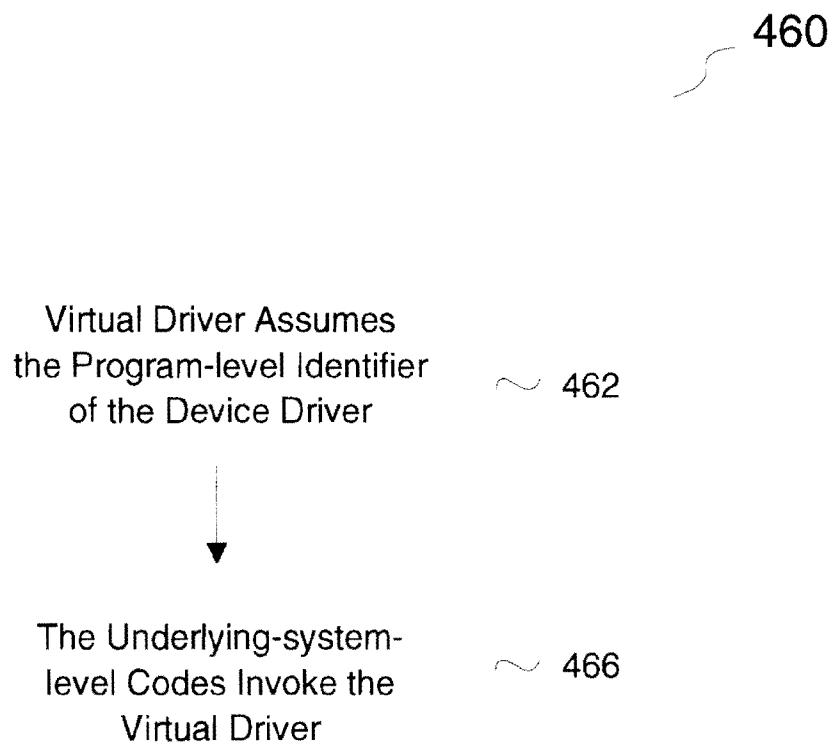 460
Virtual Driver Assumes
the Program-level Identifier
of the Device Driver
462
The Underlying-system-
level Codes Invoke the
Virtual Driver
466